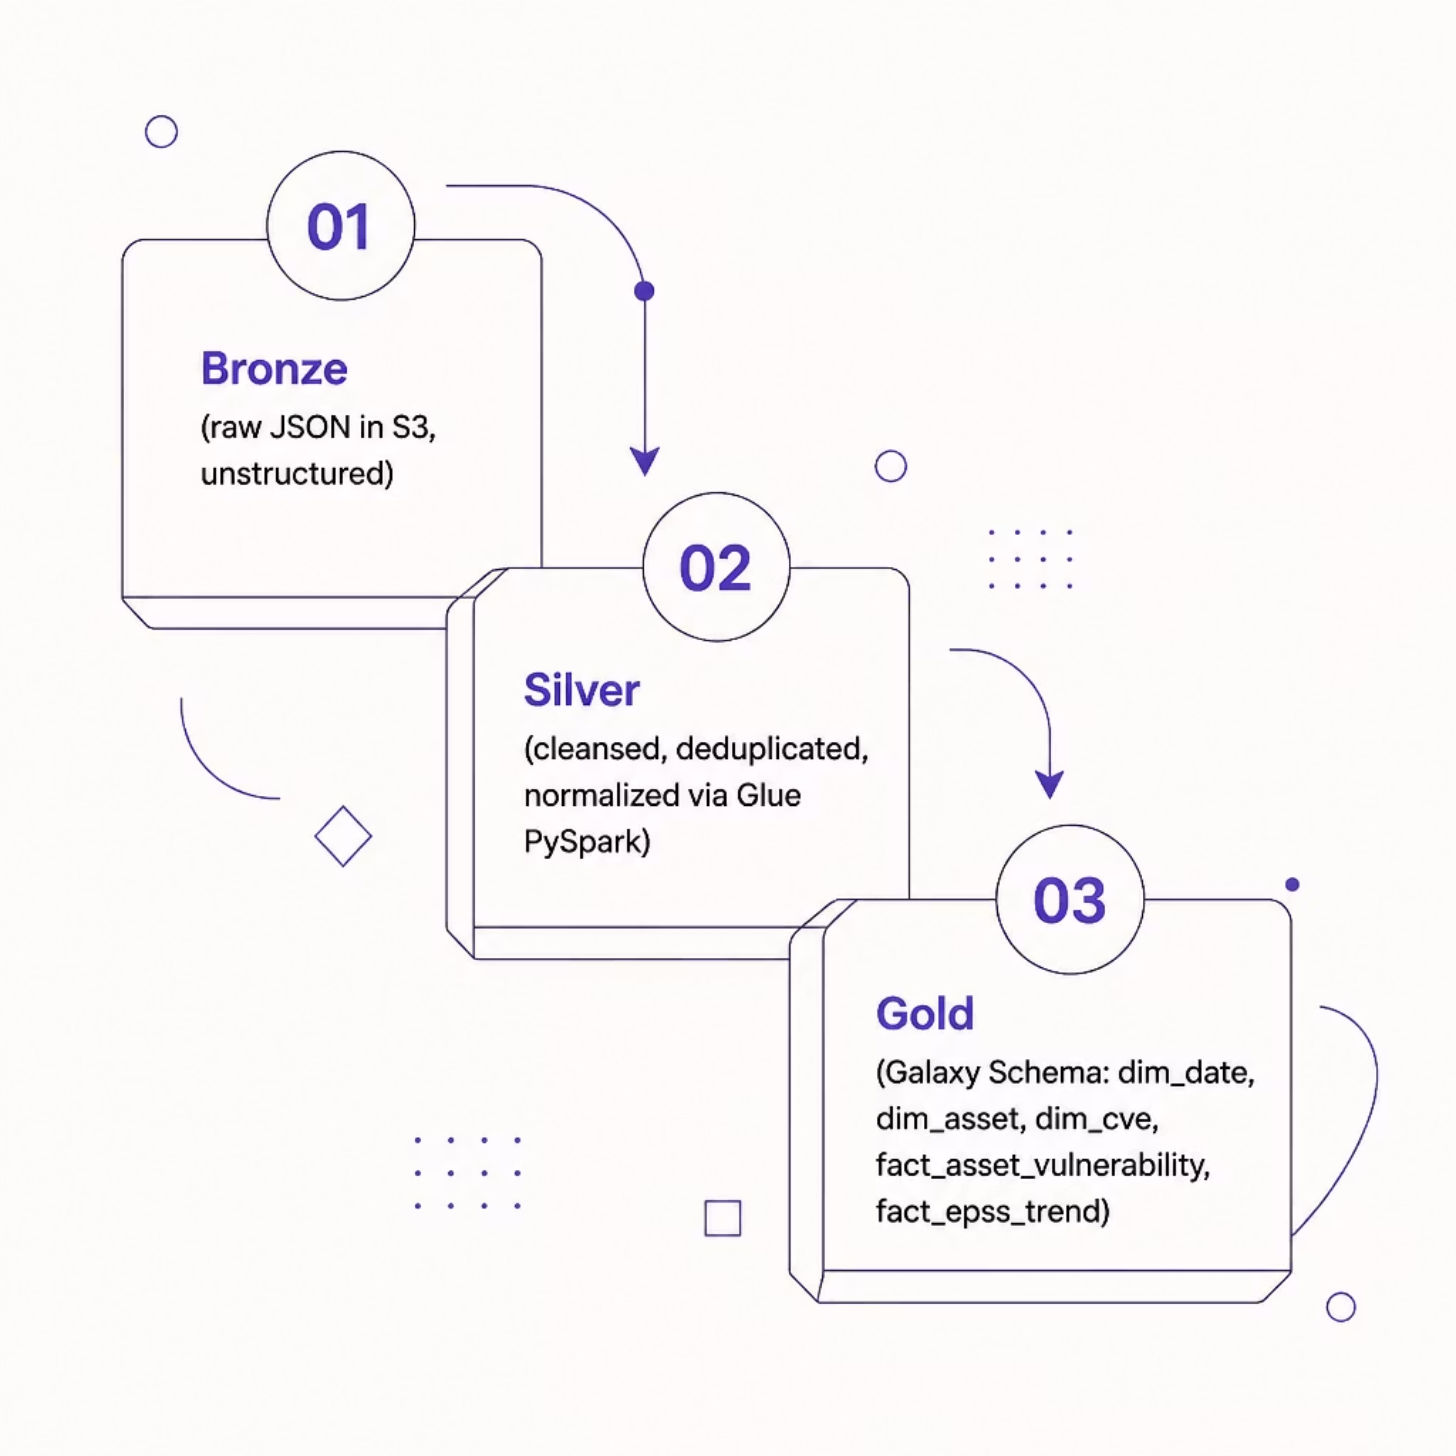 01
Bronze
(raw JSON in S3,
unstructured)
02
Silver
(cleansed, deduplicated,
normalized via Glue
PySpark)
03
Gold
(Galaxy Schema: dim_date,
dim_asset, dim_cve,
fact_asset_vulnerability,
fact_epss_trend)